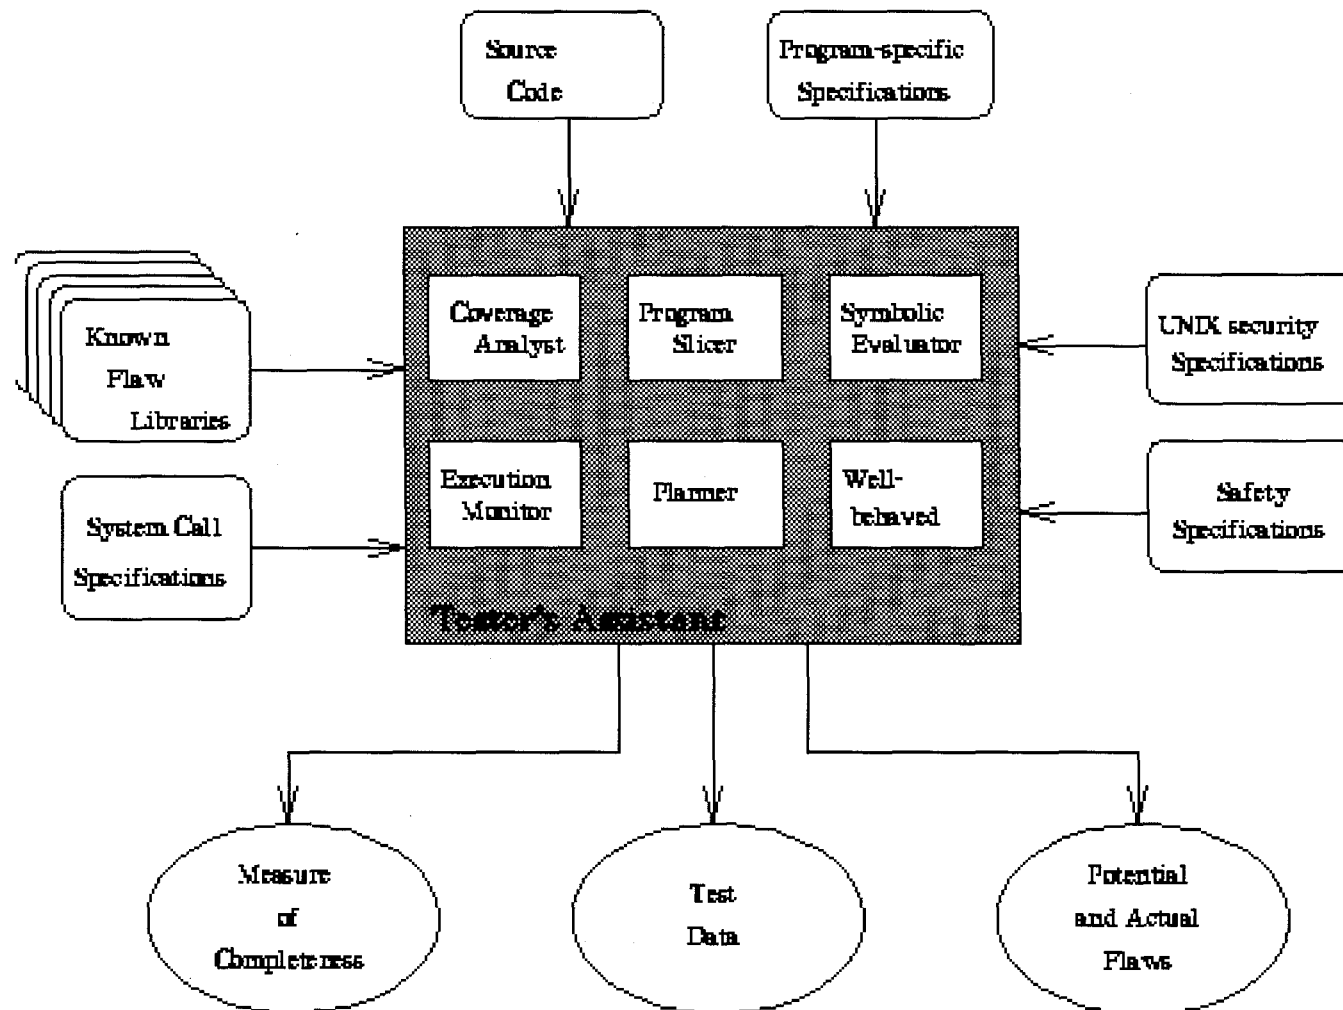 Source
Code
Program-specific
Specifications
Known
Flaw
Libraries
System Call
Specifications
Coverage
Analyst
Program
Slicer
Symbolic
Evaluator
Execution
Monitor
Planner
Well-
behaved
Tester's Assistant
UNIX security
Specifications
Safety
Specifications
Measure
of
Completeness
Test
Data
Potential
and Actual
Flaws